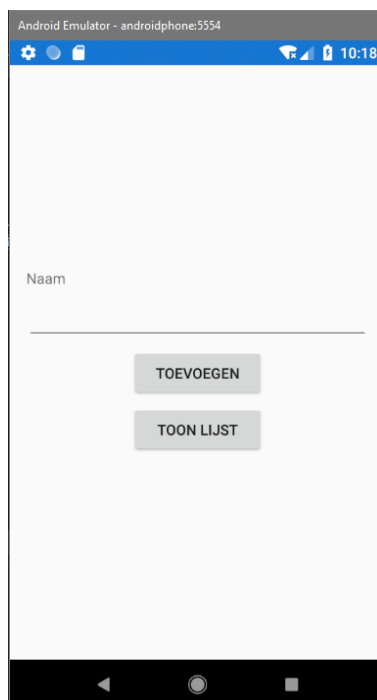 Android Emulator - androidphone:5554
10:18
Naam
TOEVOEGEN
TOON LIJST